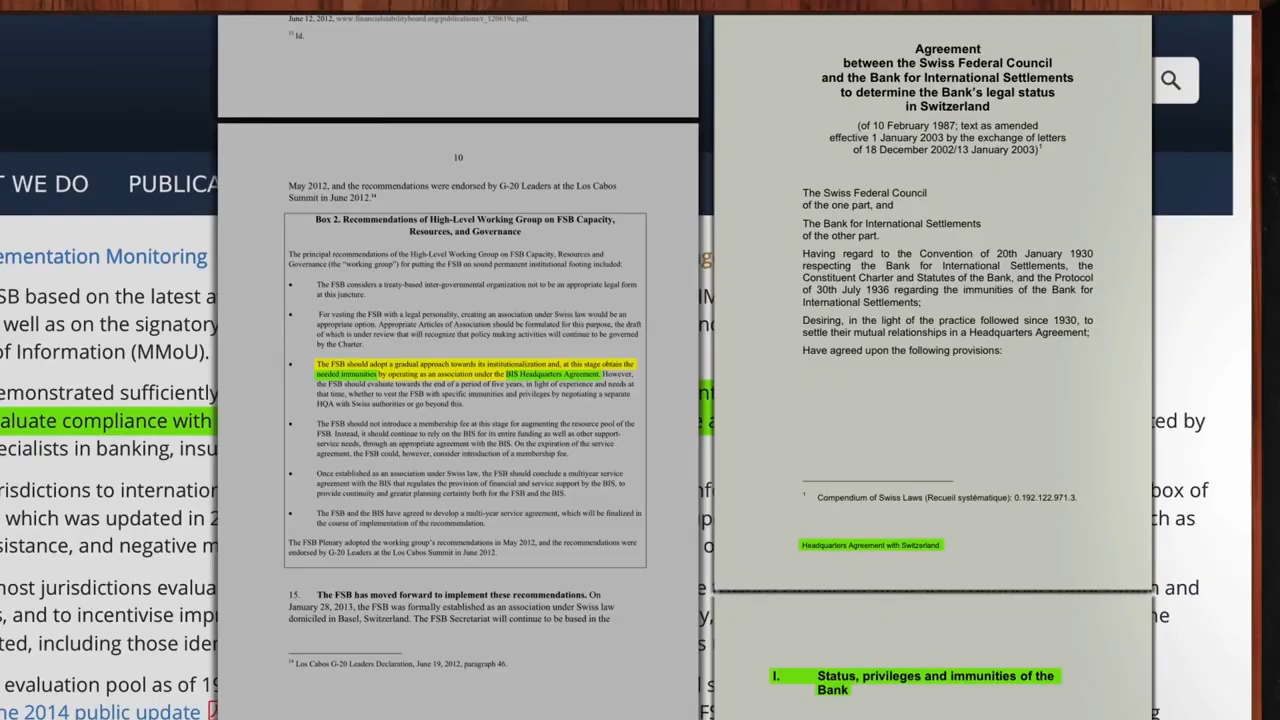 June 12, 2012, www.financialstabilityboard.org/publications/r_120619c.pdf.
13 Id.
10
May 2012, and the recommendations were endorsed by G-20 Leaders at the Los Cabos
Summit in June 2012.14
Box 2. Recommendations of High-Level Working Group on FSB Capacity,
Resources, and Governance
The principal recommendations of the High-Level Working Group on FSB Capacity, Resources and
Governance (the “working group”) for putting the FSB on sound permanent institutional footing included:
• The FSB considers a treaty-based inter-governmental organization not to be an appropriate legal form
at this juncture.
• For vesting the FSB with a legal personality, creating an association under Swiss law would be an
appropriate option. Appropriate Articles of Association should be formulated for this purpose, the draft
of which is under review that will recognize that policy making activities will continue to be governed
by the Charter.
• The FSB should adopt a gradual approach towards its institutionalization and, at this stage obtain the
needed immunities by operating as an association under the BIS Headquarters Agreement. However,
the FSB should evaluate towards the end of a period of five years, in light of experience and needs at
that time, whether to vest the FSB with specific immunities and privileges by negotiating a separate
HQA with Swiss authorities or go beyond this.
• The FSB should not introduce a membership fee at this stage for augmenting the resource pool of the
FSB. Instead, it should continue to rely on the BIS for its entire funding as well as other support-
service needs, through an appropriate agreement with the BIS. On the expiration of the service
agreement, the FSB could, however, consider introduction of a membership fee.
• Once established as an association under Swiss law, the FSB should conclude a multiyear service
agreement with the BIS that regulates the provision of financial and service support by the BIS, to
provide continuity and greater planning certainty both for the FSB and the BIS.
• The FSB and the BIS have agreed to develop a multi-year service agreement, which will be finalized in
the course of implementation of the recommendation.
The FSB Plenary adopted the working group’s recommendations in May 2012, and the recommendations were
endorsed by G-20 Leaders at the Los Cabos Summit in June 2012.
15. The FSB has moved forward to implement these recommendations. On
January 28, 2013, the FSB was formally established as an association under Swiss law
domiciled in Basel, Switzerland. The FSB Secretariat will continue to be based in the
14 Los Cabos G-20 Leaders Declaration, June 19, 2012, paragraph 46.
Agreement
between the Swiss Federal Council
and the Bank for International Settlements
to determine the Bank’s legal status
in Switzerland
(of 10 February 1987; text as amended
effective 1 January 2003 by the exchange of letters
of 18 December 2002/13 January 2003)1
The Swiss Federal Council
of the one part, and
The Bank for International Settlements
of the other part.
Having regard to the Convention of 20th January 1930
respecting the Bank for International Settlements, the
Constituent Charter and Statutes of the Bank, and the Protocol
of 30th July 1936 regarding the immunities of the Bank for
International Settlements;
Desiring, in the light of the practice followed since 1930, to
settle their mutual relationships in a Headquarters Agreement;
Have agreed upon the following provisions:
1 Compendium of Swiss Laws (Recueil systématique): 0.192.122.971.3.
Headquarters Agreement with Switzerland
I. Status, privileges and immunities of the
Bank
WE DO PUBLICA
ementation Monitoring
SB based on the latest a
well as on the signatory
of Information (MMoU).
emonstrated sufficiently
aluate compliance with
ecialists in banking, insu
ted by
risdictions to internation
box of
which was updated in 2
ch as
sistance, and negative m
most jurisdictions evalua
and
s, and to incentivise imp
the
ted, including those iden
evaluation pool as of 19
he 2014 public update